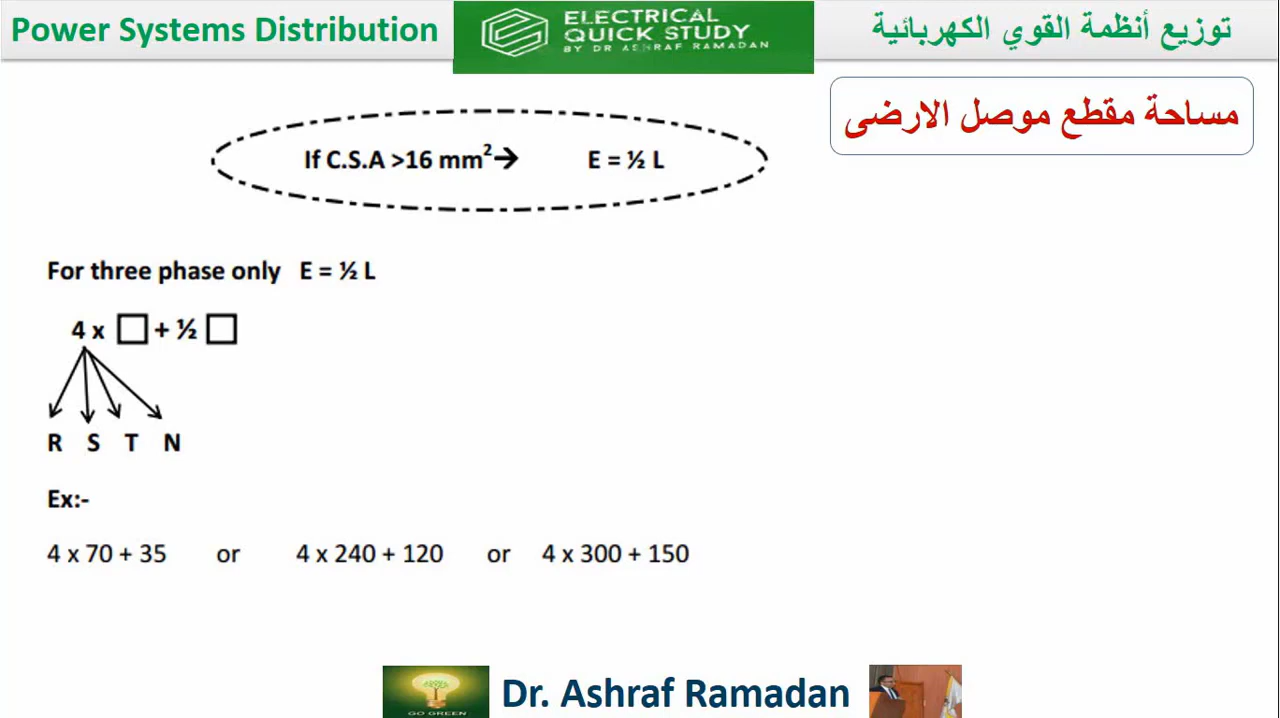 Power Systems Distribution
ELECTRICAL
QUICK STUDY
BY DR ASHRAF RAMADAN
توزيع أنظمة القوي الكهربائية
مساحة مقطع موصل الارضى
If C.S.A >16 mm²→ E = ½ L
For three phase only E = ½ L
4 x □ + ½ □
R S T N
Ex:-
4 x 70 + 35 or 4 x 240 + 120 or 4 x 300 + 150
GO GREEN
Dr. Ashraf Ramadan